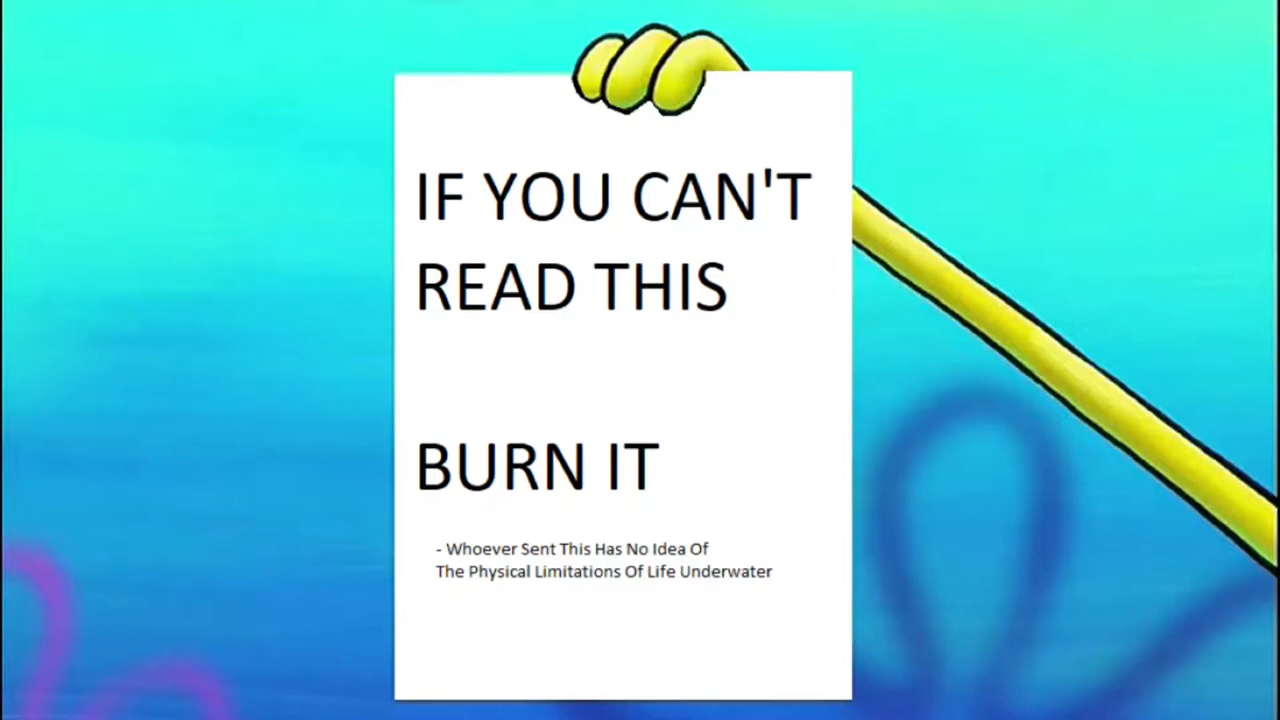 IF YOU CAN'T
READ THIS
BURN IT
- Whoever Sent This Has No Idea Of
The Physical Limitations Of Life Underwater